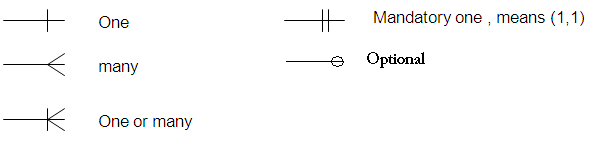 One
Mandatory one , means (1,1)
many
Optional
One or many